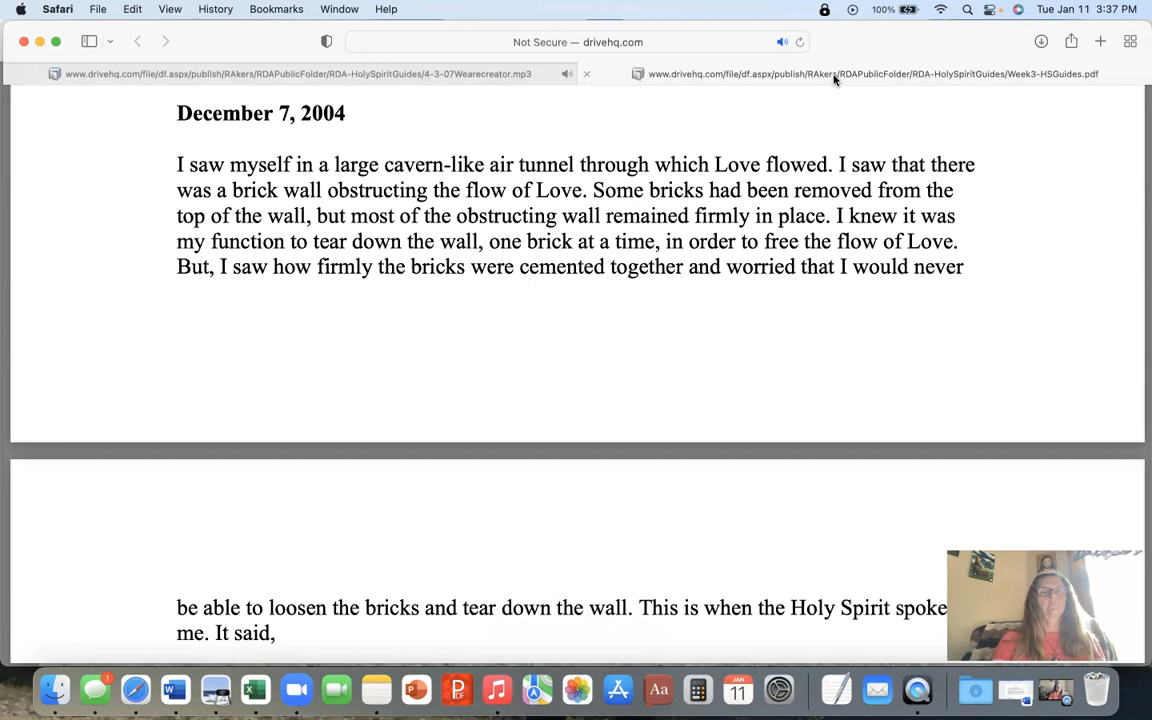 Safari File Edit View History Bookmarks Window Help 100% Tue Jan 11 3:37 PM
Not Secure — drivehq.com
www.drivehq.com/file/df.aspx/publish/RAkers/RDAPublicFolder/RDA-HolySpiritGuides/4-3-07Wearecreator.mp3
www.drivehq.com/file/df.aspx/publish/RAkers/RDAPublicFolder/RDA-HolySpiritGuides/Week3-HSGuides.pdf
December 7, 2004
I saw myself in a large cavern-like air tunnel through which Love flowed. I saw that there
was a brick wall obstructing the flow of Love. Some bricks had been removed from the
top of the wall, but most of the obstructing wall remained firmly in place. I knew it was
my function to tear down the wall, one brick at a time, in order to free the flow of Love.
But, I saw how firmly the bricks were cemented together and worried that I would never
be able to loosen the bricks and tear down the wall. This is when the Holy Spirit spoke
me. It said,
1
W
X
P
Aa
JAN
11